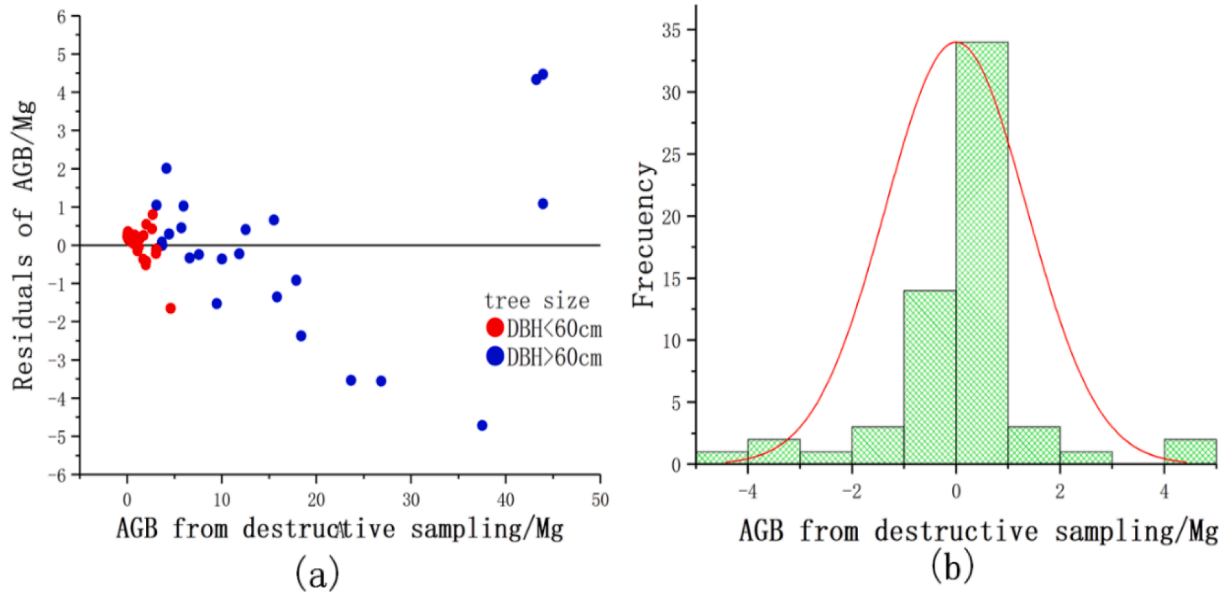 6
5
4
3
2
1
0
-1
-2
-3
-4
-5
-6
Residuals of AGB/Mg
tree size
DBH<60cm
DBH>60cm
0 10 20 30 40 50
AGB from destructive sampling/Mg
(a)
35
30
25
20
15
10
5
0
Frecuency
-4 -2 0 2 4
AGB from destructive sampling/Mg
(b)